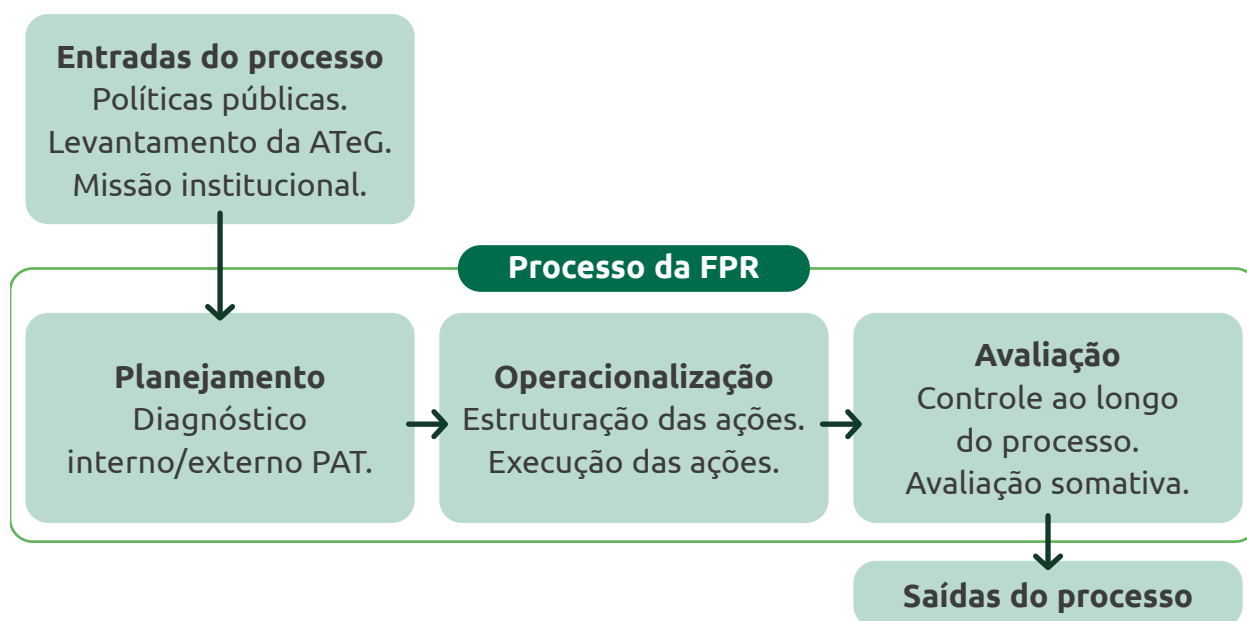 Entradas do processo
Políticas públicas.
Levantamento da ATeG.
Missão institucional.
Processo da FPR
Planejamento
Diagnóstico
interno/externo PAT.
Operacionalização
Estruturação das ações.
Execução das ações.
Avaliação
Controle ao longo
do processo.
Avaliação somativa.
Saídas do processo